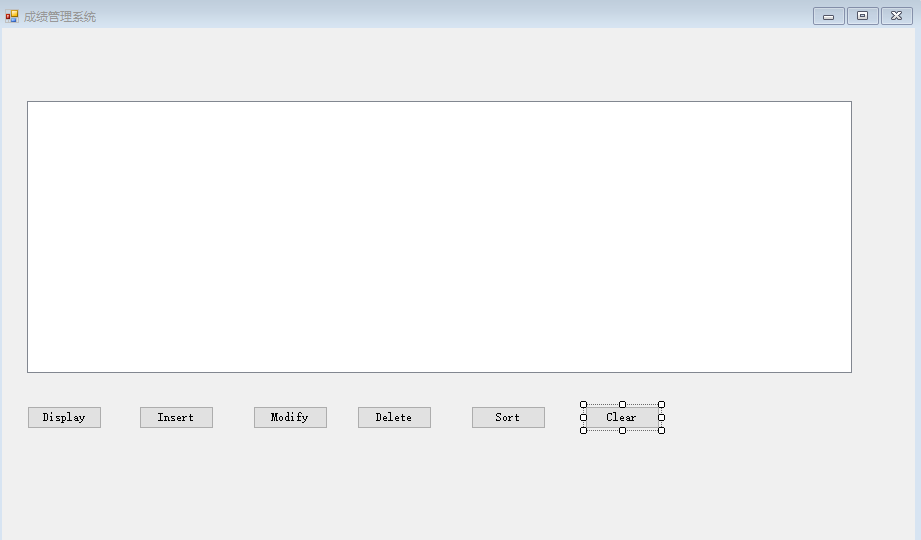 成绩管理系统
Display Insert Modify Delete Sort Clear